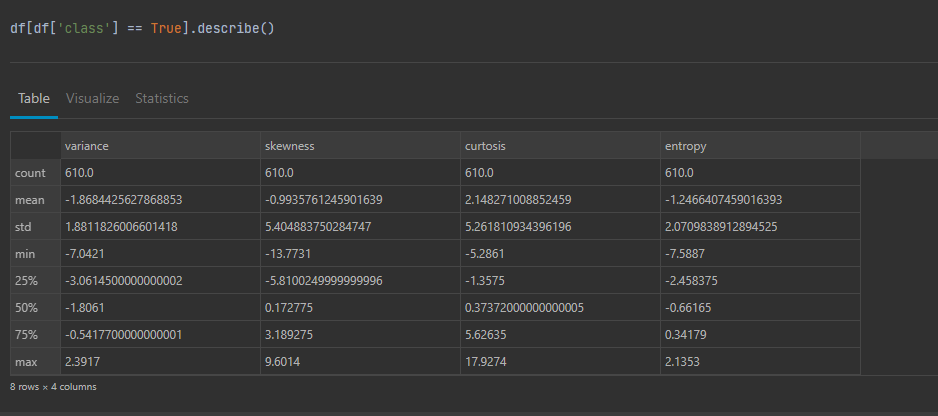 df[df['class'] == True].describe()
Table Visualize Statistics
variance skewness curtosis entropy
count 610.0 610.0 610.0 610.0
mean -1.8684425627868853 -0.9935761245901639 2.148271008852459 -1.2466407459016393
std 1.8811826006601418 5.404883750284747 5.261810934396196 2.0709838912894525
min -7.0421 -13.7731 -5.2861 -7.5887
25% -3.0614500000000002 -5.8100249999999996 -1.3575 -2.458375
50% -1.8061 0.172775 0.37372000000000005 -0.66165
75% -0.5417700000000001 3.189275 5.62635 0.34179
max 2.3917 9.6014 17.9274 2.1353
8 rows × 4 columns